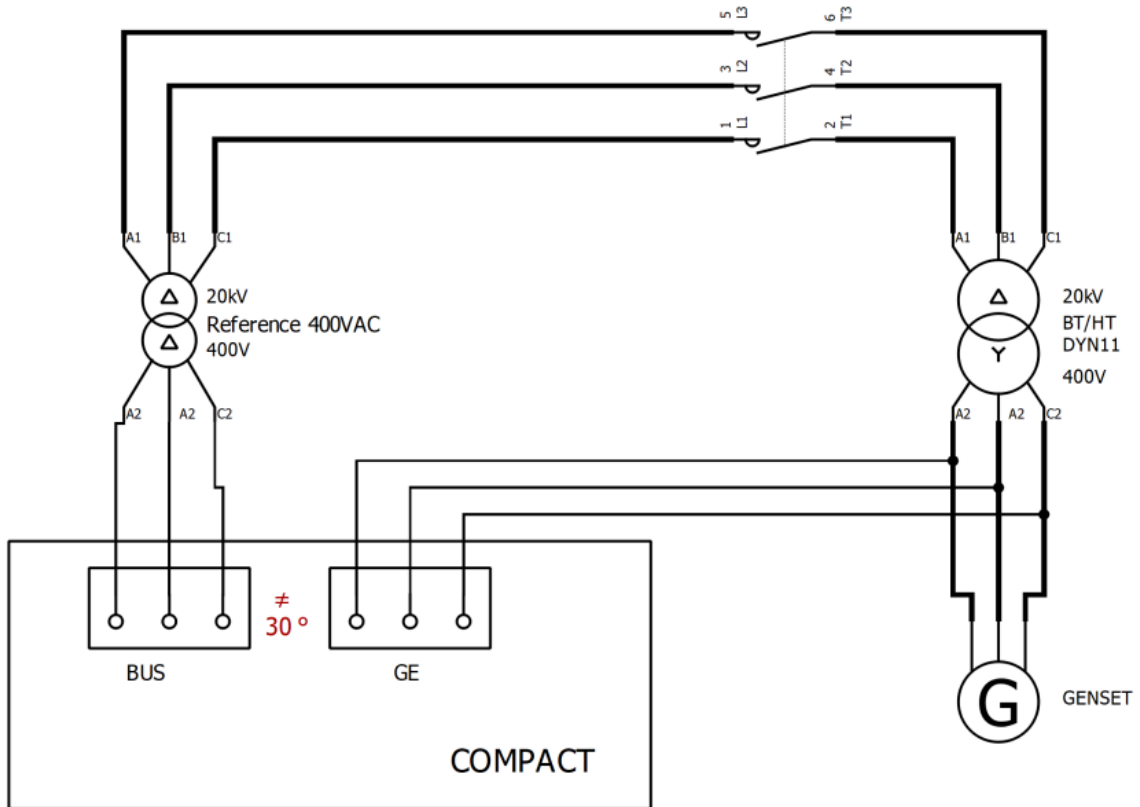 5 L3 6 T3
3 L2 4 T2
1 L1 2 T1
A1 B1 C1
A1 B1 C1
20kV
Reference 400VAC
400V
20kV
BT/HT
DYN11
400V
Y
A2 A2 C2
A2 A2 C2
≠
30 °
BUS
GE
G
GENSET
COMPACT